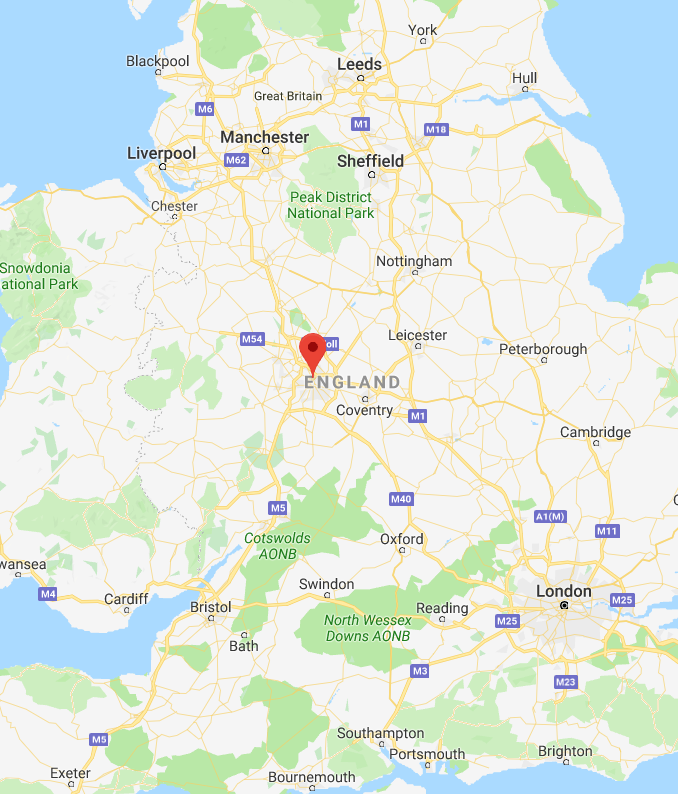 York
Blackpool
Leeds
Hull
Great Britain
M6
M1
M18
Manchester
Liverpool
M62
Sheffield
Chester
Peak District
National Park
Nottingham
Snowdonia
ational Park
M54
oll
Leicester
Peterborough
ENGLAND
Coventry
M1
Cambridge
M5
M40
A1(M)
M11
Cotswolds
AONB
Oxford
wansea
M4
Cardiff
Swindon
London
M25
Bristol
Reading
M25
North Wessex
Downs AONB
Bath
M3
M23
M5
Southampton
Portsmouth
Brighton
Exeter
Bournemouth